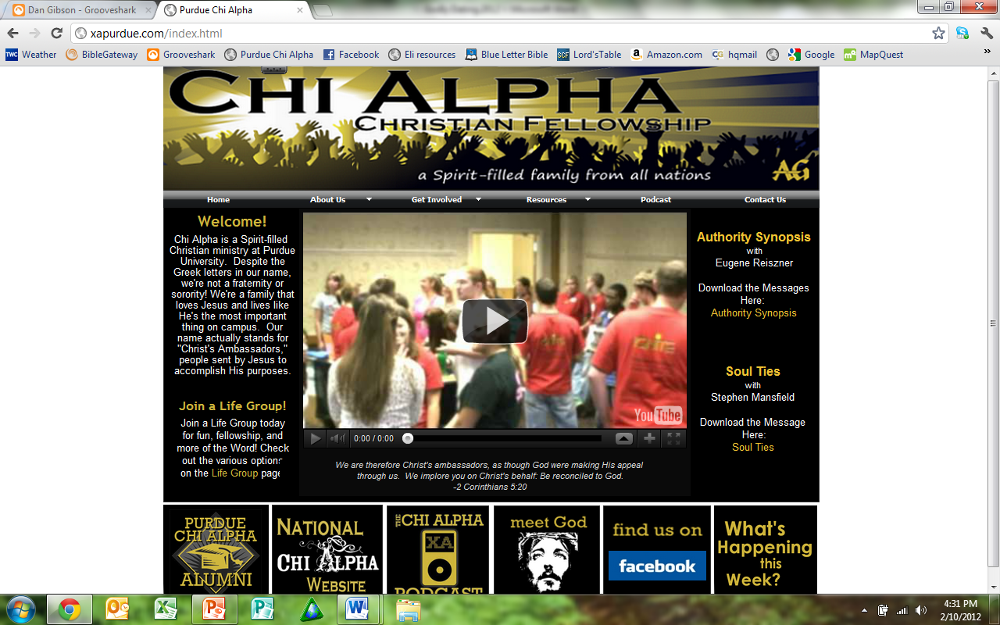 Dan Gibson - Grooveshark
Purdue Chi Alpha
xapurdue.com/index.html
TWC Weather
BibleGateway
Grooveshark
Purdue Chi Alpha
Facebook
Eli resources
Blue Letter Bible
SCF Lord'sTable
Amazon.com
CG hqmail
Google
MapQuest
CHI ALPHA
CHRISTIAN FELLOWSHIP
a Spirit-filled family from all nations
AG
Home
About Us
Get Involved
Resources
Podcast
Contact Us
Welcome!
Chi Alpha is a Spirit-filled
Christian ministry at Purdue
University. Despite the
Greek letters in our name,
we're not a fraternity or
sorority! We're a family that
loves Jesus and lives like
He's the most important
thing on campus. Our
name actually stands for
"Christ's Ambassadors,"
people sent by Jesus to
accomplish His purposes.
Join a Life Group!
Join a Life Group today
for fun, fellowship, and
more of the Word! Check
out the various options
on the Life Group page
YouTube
0:00 / 0:00
We are therefore Christ's ambassadors, as though God were making His appeal
through us. We implore you on Christ's behalf: Be reconciled to God.
-2 Corinthians 5:20
Authority Synopsis
with
Eugene Reiszner
Download the Messages
Here:
Authority Synopsis
Soul Ties
with
Stephen Mansfield
Download the Message
Here:
Soul Ties
PURDUE
CHI ALPHA
ALUMNI
NATIONAL
CHI ALPHA
WEBSITE
THE CHI ALPHA
XA
PODCAST
meet God
find us on
facebook
What's
Happening
this
Week?
4:31 PM
2/10/2012